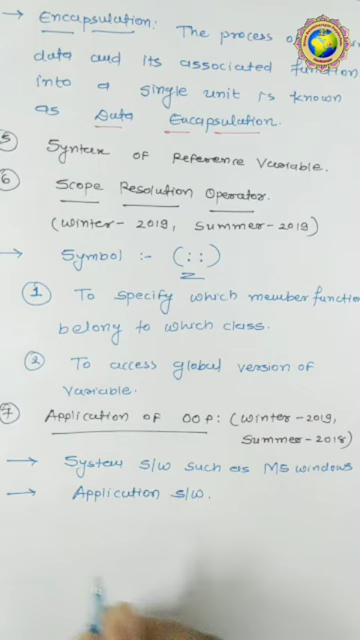 → Encapsulation: The process o
data and its associated function
into a single unit is known
as Data Encapsulation.
5 Syntax of Reference Variable.
6 Scope Resolution Operator.
(Winter-2019, Summer-2019)
→ Symbol :- (::)
1 To specify which member function
belong to which class.
2 To access global version of
Variable.
7 Application of OOP: (Winter-2019,
Summer-2018)
→ System S/W such as MS windows
→ Application S/W.